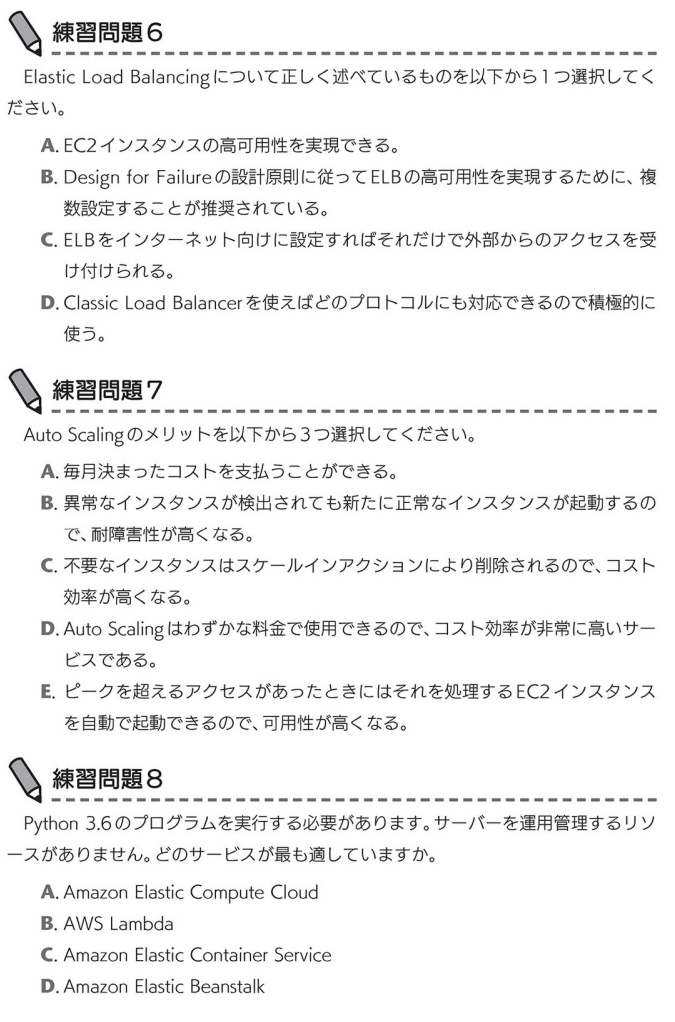 練習問題6
Elastic Load Balancingについて正しく述べているものを以下から1つ選択してく
ださい。
A. EC2インスタンスの高可用性を実現できる。
B. Design for Failureの設計原則に従ってELBの高可用性を実現するために、複
数設定することが推奨されている。
C. ELBをインターネット向けに設定すればそれだけで外部からのアクセスを受
け付けられる。
D. Classic Load Balancerを使えばどのプロトコルにも対応できるので積極的に
使う。
練習問題7
Auto Scalingのメリットを以下から3つ選択してください。
A. 毎月決まったコストを支払うことができる。
B. 異常なインスタンスが検出されても新たに正常なインスタンスが起動するの
で、耐障害性が高くなる。
C. 不要なインスタンスはスケールインアクションにより削除されるので、コスト
効率が高くなる。
D. Auto Scalingはわずかな料金で使用できるので、コスト効率が非常に高いサー
ビスである。
E. ピークを超えるアクセスがあったときにはそれを処理するEC2インスタンス
を自動で起動できるので、可用性が高くなる。
練習問題8
Python 3.6のプログラムを実行する必要があります。サーバーを運用管理するリソ
ースがありません。どのサービスが最も適していますか。
A. Amazon Elastic Compute Cloud
B. AWS Lambda
C. Amazon Elastic Container Service
D. Amazon Elastic Beanstalk